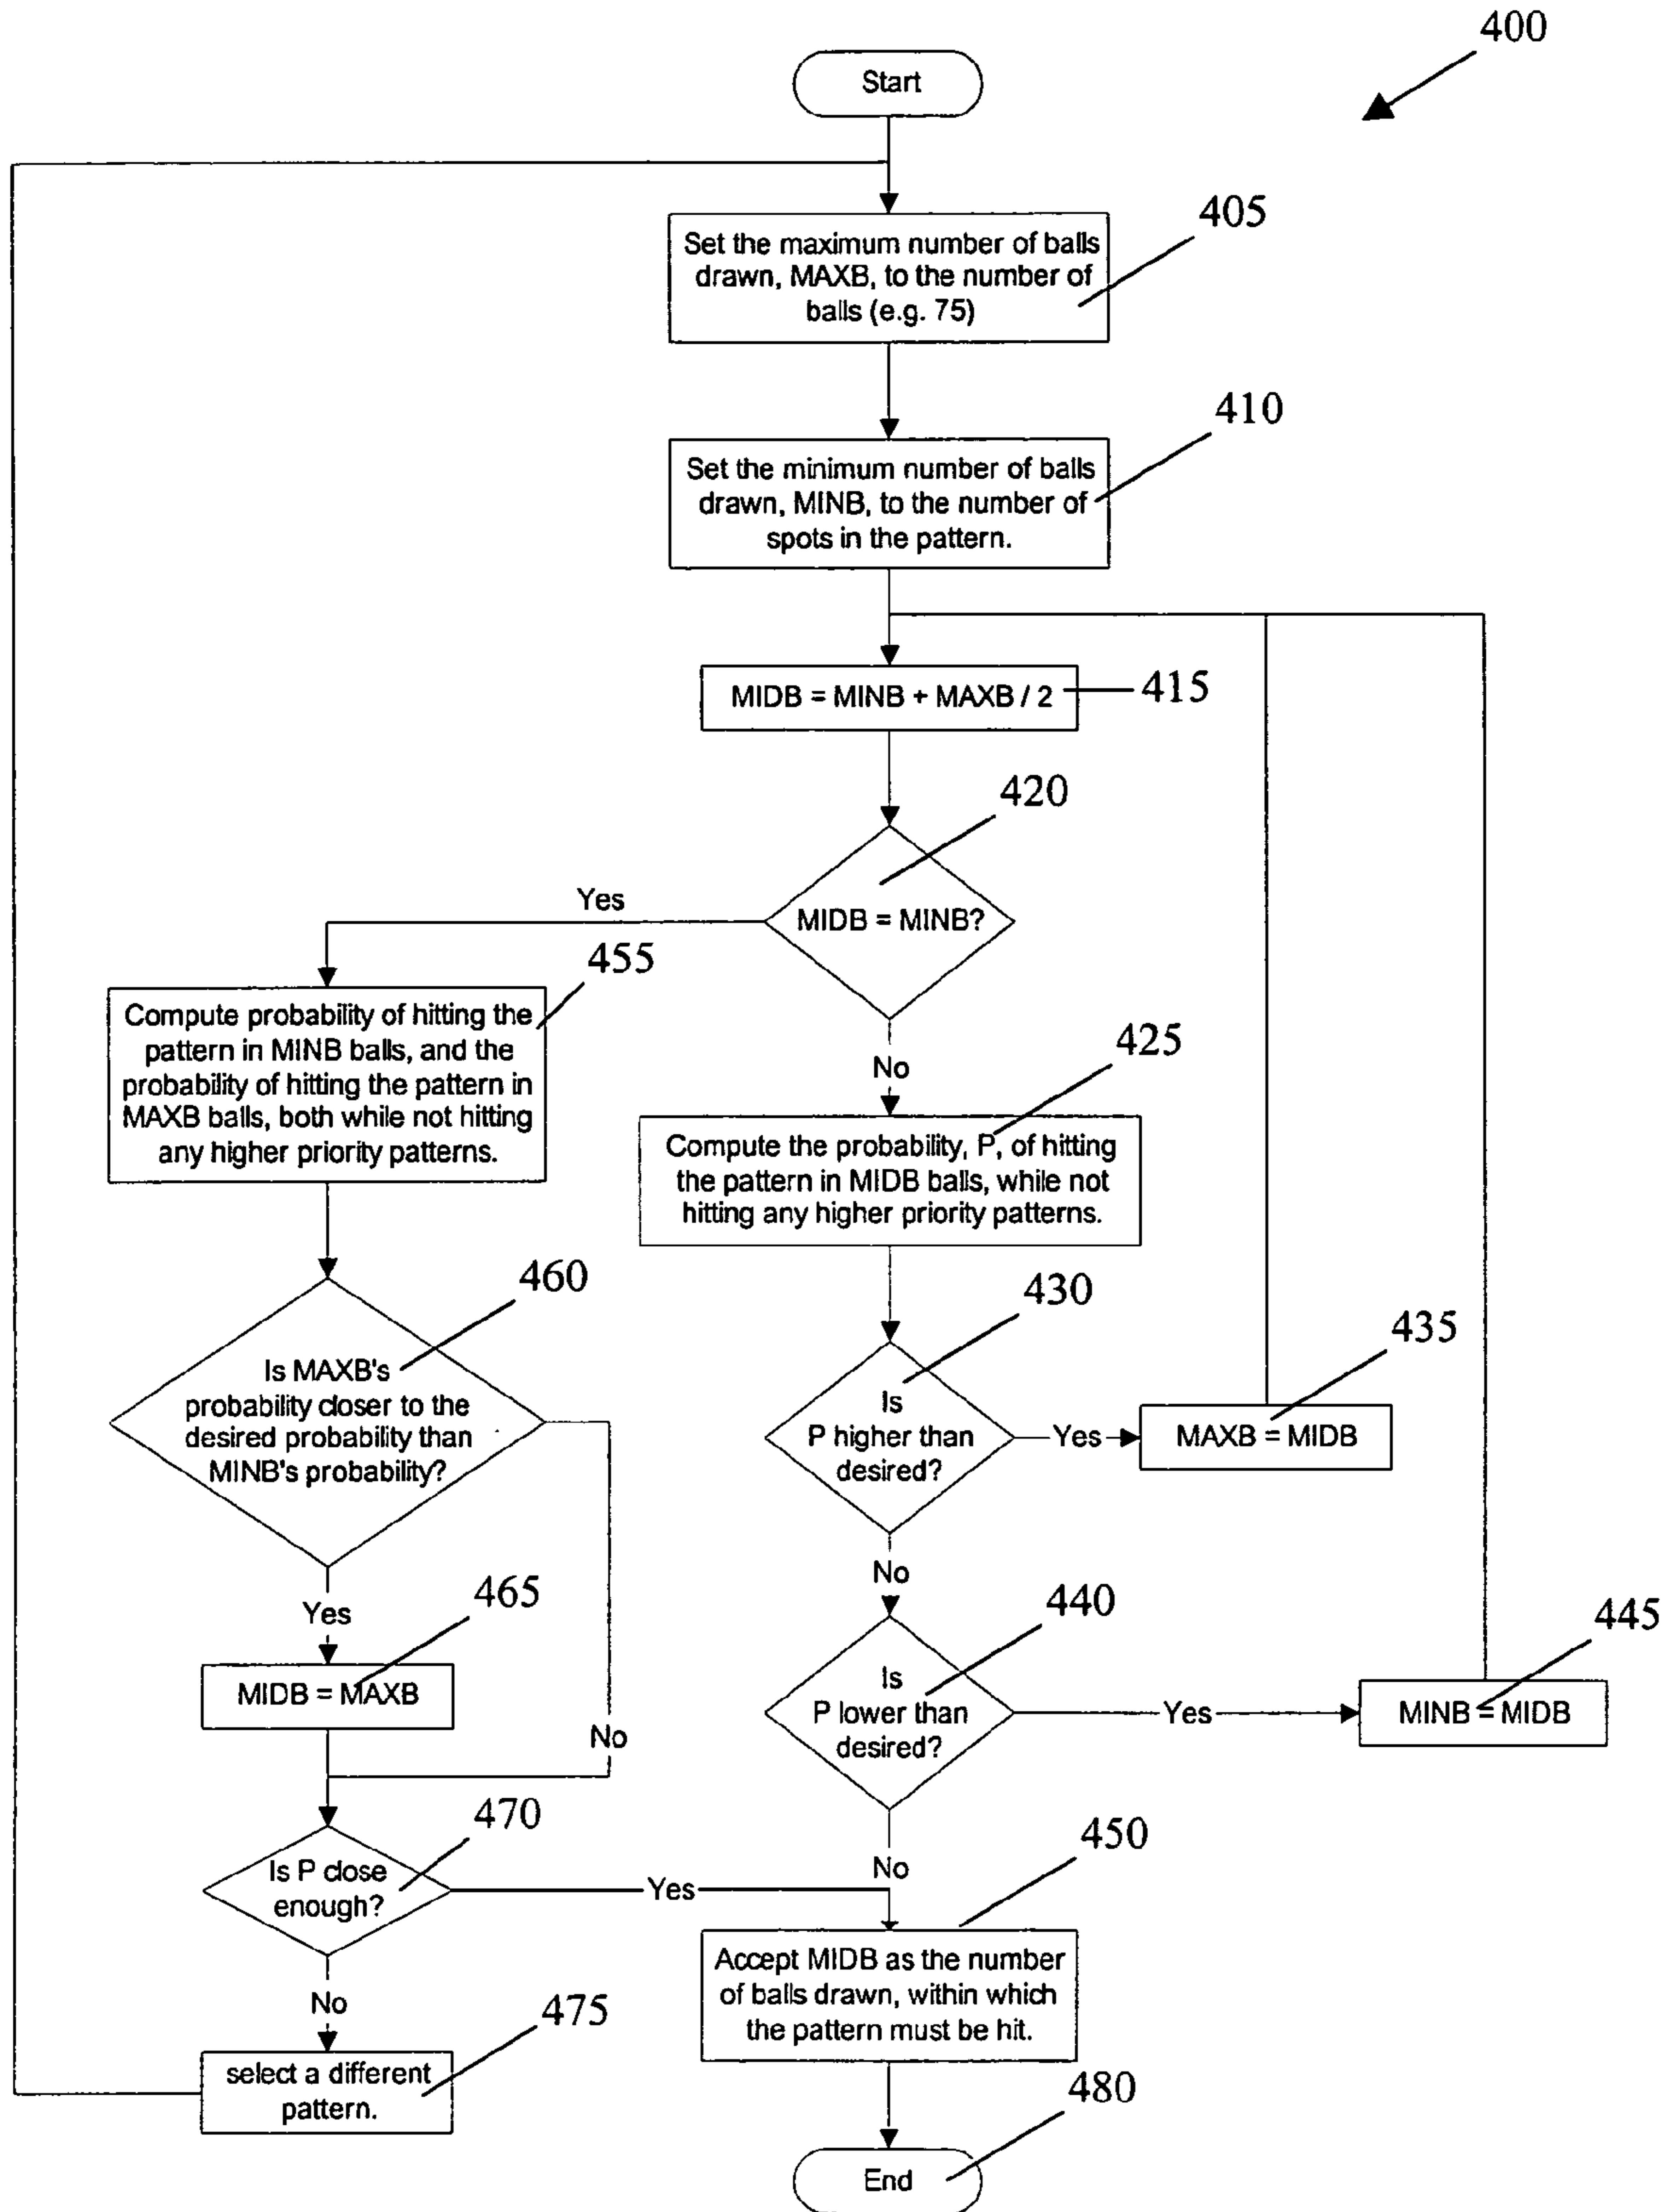 400
Start
405
Set the maximum number of balls
drawn, MAXB, to the number of
balls (e.g. 75)
410
Set the minimum number of balls
drawn, MINB, to the number of
spots in the pattern.
MIDB = MINB + MAXB / 2
415
420
MIDB = MINB?
Yes
No
455
Compute probability of hitting the
pattern in MINB balls, and the
probability of hitting the pattern in
MAXB balls, both while not hitting
any higher priority patterns.
425
Compute the probability, P, of hitting
the pattern in MIDB balls, while not
hitting any higher priority patterns.
460
Is MAXB's
probability closer to the
desired probability than
MINB's probability?
430
Is
P higher than
desired?
Yes
435
MAXB = MIDB
No
Yes
465
MIDB = MAXB
No
440
Is
P lower than
desired?
Yes
445
MINB = MIDB
470
Is P close
enough?
Yes
No
450
Accept MIDB as the number
of balls drawn, within which
the pattern must be hit.
No
475
select a different
pattern.
480
End